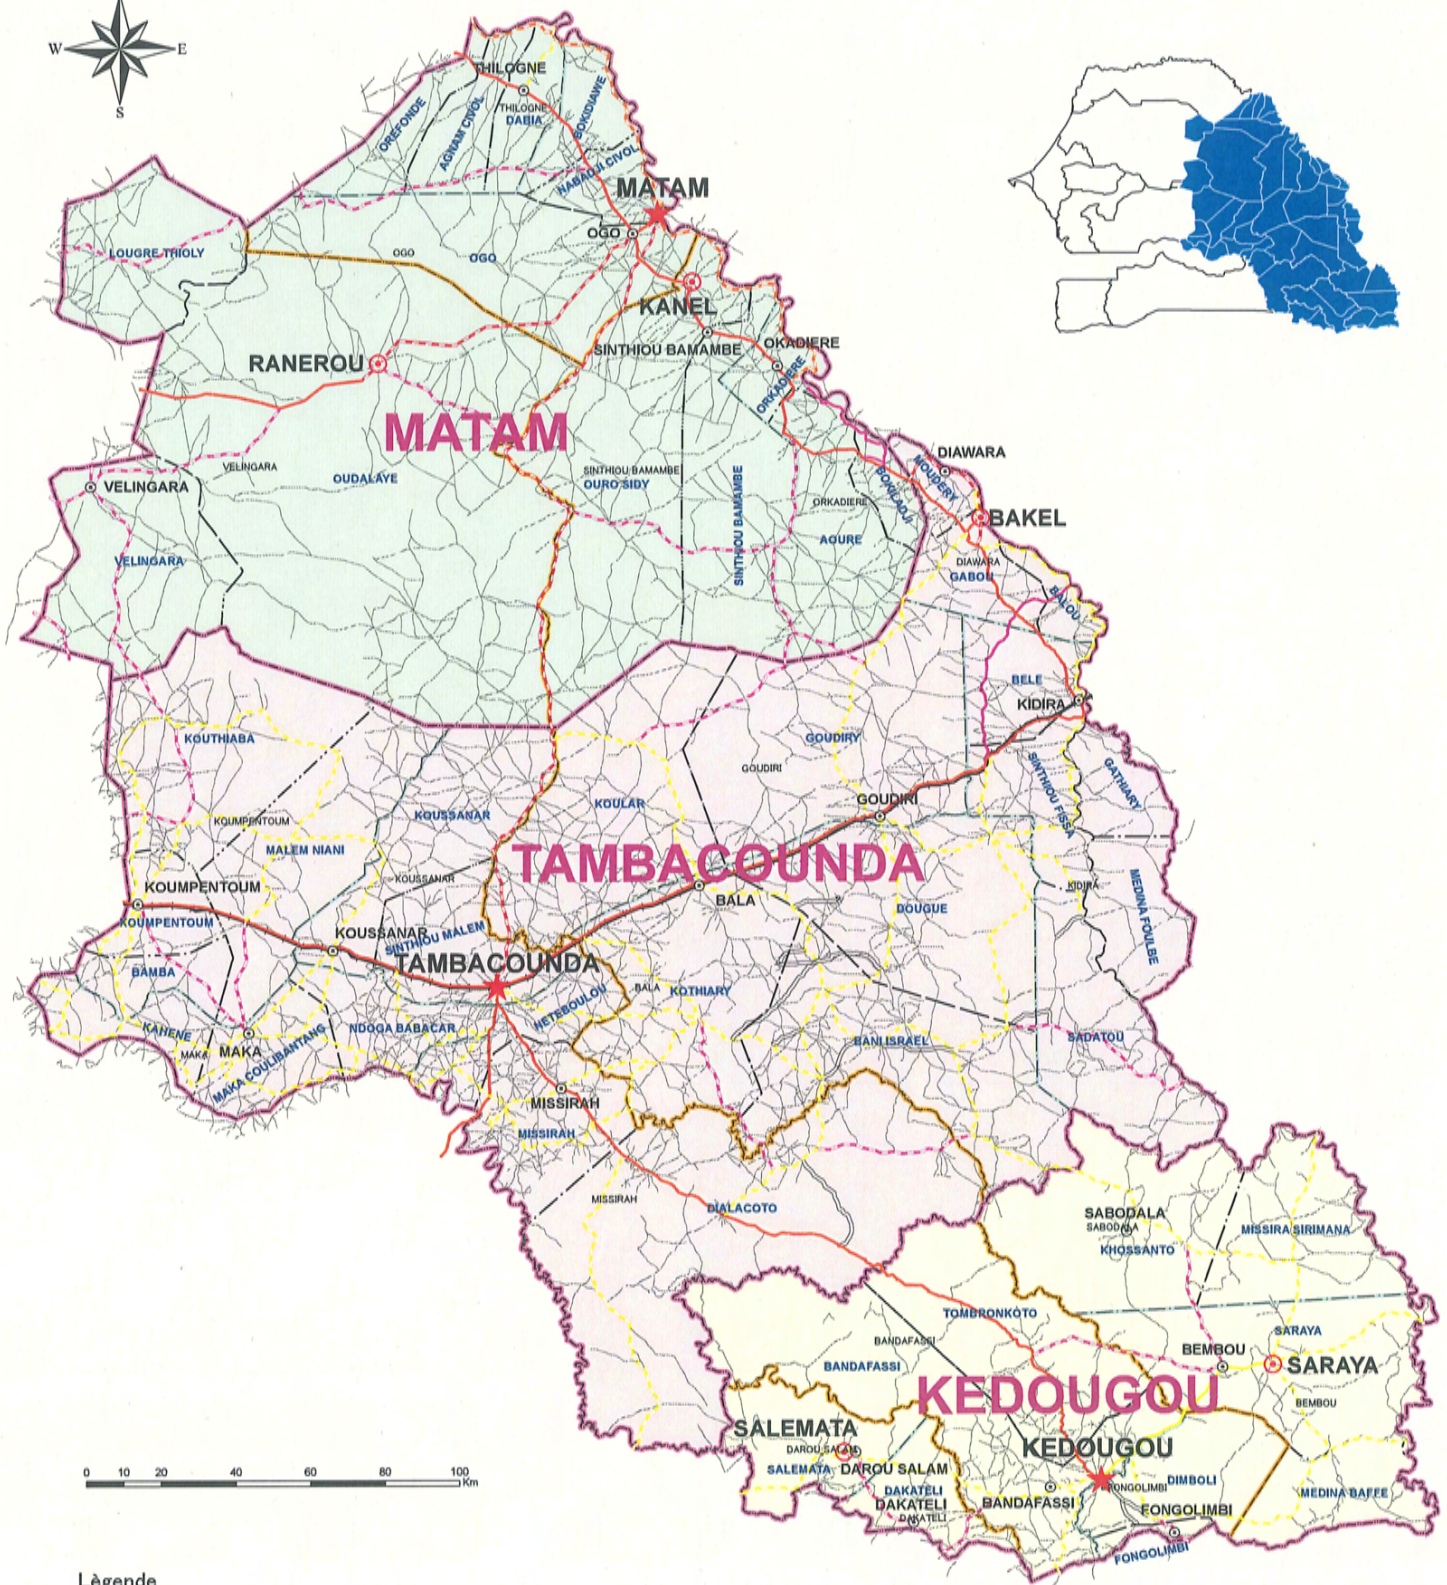 W
E
S
THILOGNE
THILOGNE
DABIA
OREFONDE
AGNAM CIVOL
BOKIDIAWE
NABADJI CIVOL
MATAM
OGO
LOUGRE THIOLY
OGO
OGO
KANEL
SINTHIOU BAMAMBE
OKADIERE
ORKADIERE
RANEROU
MATAM
DIAWARA
MOUDERY
BOKILADJI
VELINGARA
VELINGARA
OUDALAYE
SINTHIOU BAMAMBE
OURO SIDY
SINTHIOU BAMAMBE
ORKADIERE
AOURE
BAKEL
DIAWARA
GABOU
VELINGARA
BALOU
BELE
KIDIRA
KOUTHIABA
GOUDIRY
GOUDIRI
SINTHIOU FISSA
GATHIARY
KOUMPENTOUM
KOUSSANAR
KOULAR
GOUDIRI
MALEM NIANI
TAMBACOUNDA
KOUSSANAR
KIDIRA
KOUMPENTOUM
BALA
DOUGUE
MEDINA FOULBE
KOUMPENTOUM
KOUSSANAR
SINTHIOU MALEM
TAMBACOUNDA
BAMBA
BALA
KOTHIARY
NETEBOULOU
KAHENE
NDOGA BABACAR
MAKA
MAKA
MAKA COULIBANTANG
BANI ISRAEL
SADATOU
MISSIRAH
MISSIRAH
MISSIRAH
DIALACOTO
SABODALA
SABODALA
KHOSSANTO
MISSIRA SIRIMANA
TOMBRONKOTO
BANDAFASSI
BANDAFASSI
SARAYA
BEMBOU
SARAYA
KEDOUGOU
BEMBOU
SALEMATA
DAROU SALAM
SALEMATA
DAROU SALAM
KEDOUGOU
FONGOLIMBI
DIMBOLI
MEDINA BAFFE
DAKATELI
DAKATELI
DAKATELI
BANDAFASSI
FONGOLIMBI
FONGOLIMBI
0 10 20 40 60 80 100
Km
Lègende